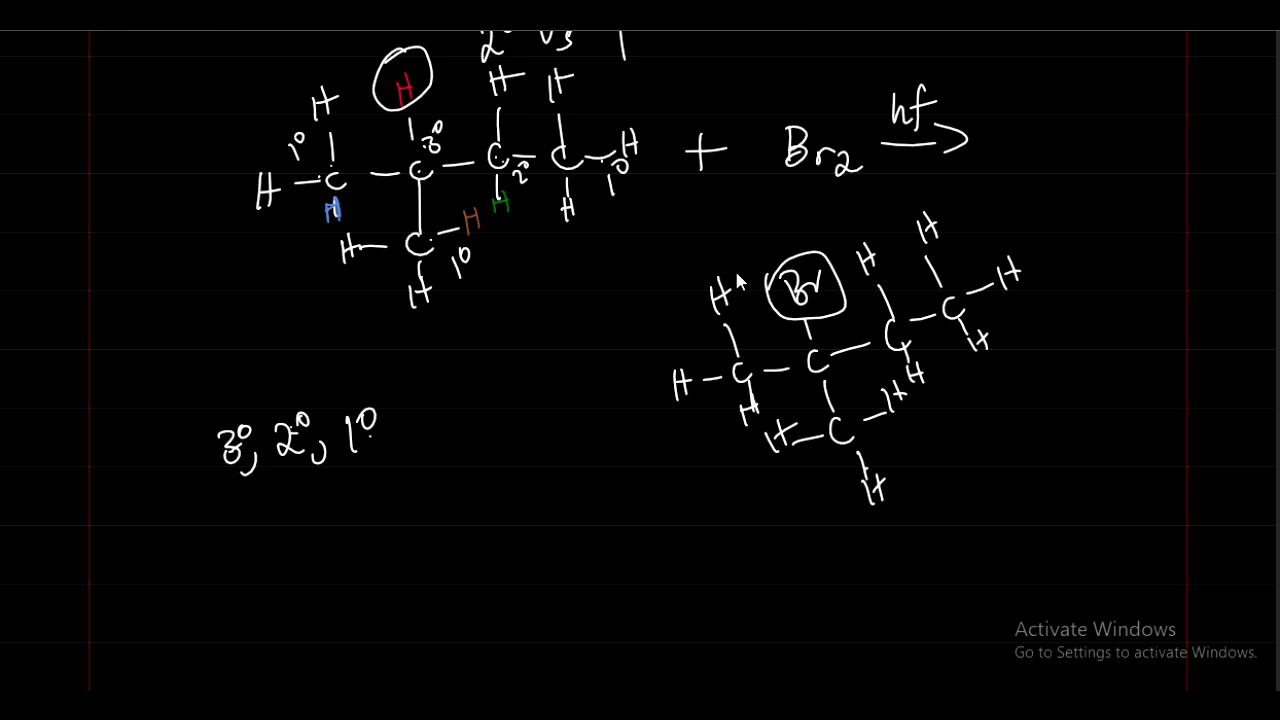 2° vs 1
H H H H
1° 3° hf
H C C C 2° C H 1° + Br2
H H H
H C H 1°
H
H
H Br H H
H C C C C H
H H
3°, 2°, 1° H C H
H
Activate Windows
Go to Settings to activate Windows.